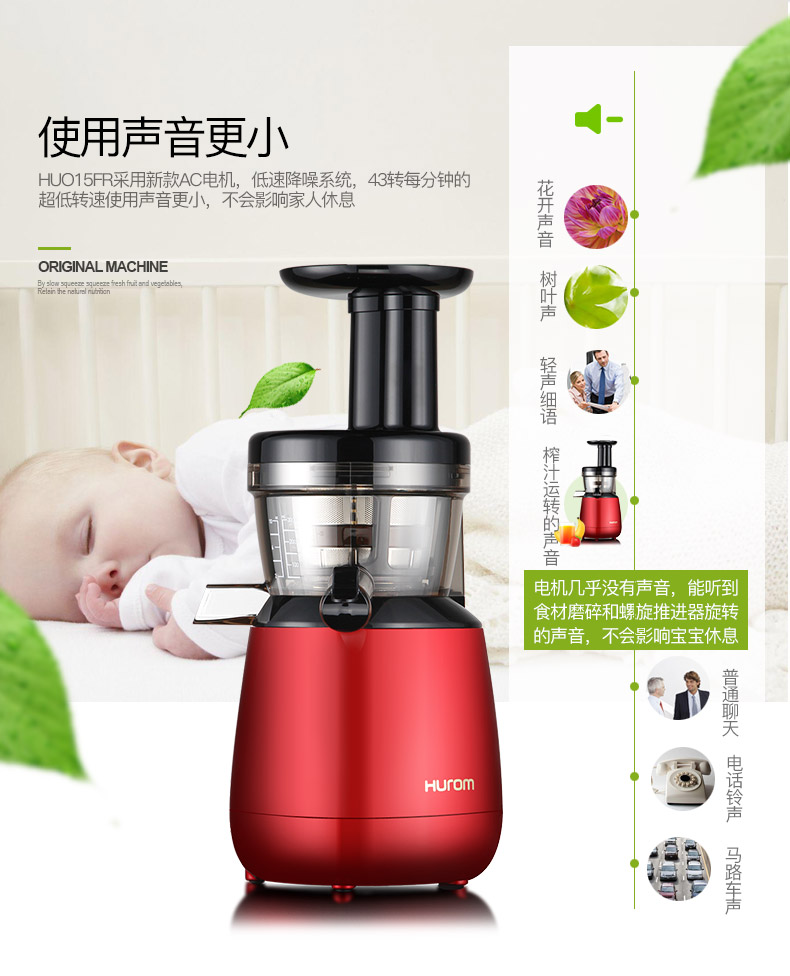 使用声音更小
HUO15FR采用新款AC电机，低速降噪系统，43转每分钟的
超低转速使用声音更小，不会影响家人休息
ORIGINAL MACHINE
By slow squeeze squeeze fresh fruit and vegetables,
Retain the natural nutrition
花开声音
树叶声
轻声细语
榨汁运转的声音
电机几乎没有声音，能听到
食材磨碎和螺旋推进器旋转
的声音，不会影响宝宝休息
普通聊天
电话铃声
马路车声
Hurom